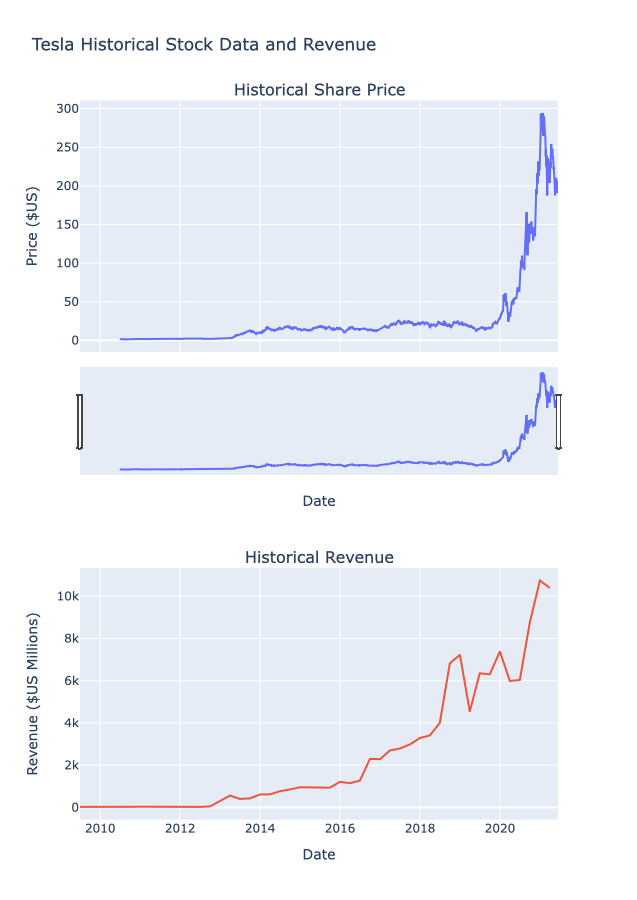 Tesla Historical Stock Data and Revenue
Historical Share Price
300
250
200
150
100
50
0
Price ($US)
Date
Historical Revenue
10k
8k
6k
4k
2k
0
Revenue ($US Millions)
2010 2012 2014 2016 2018 2020
Date